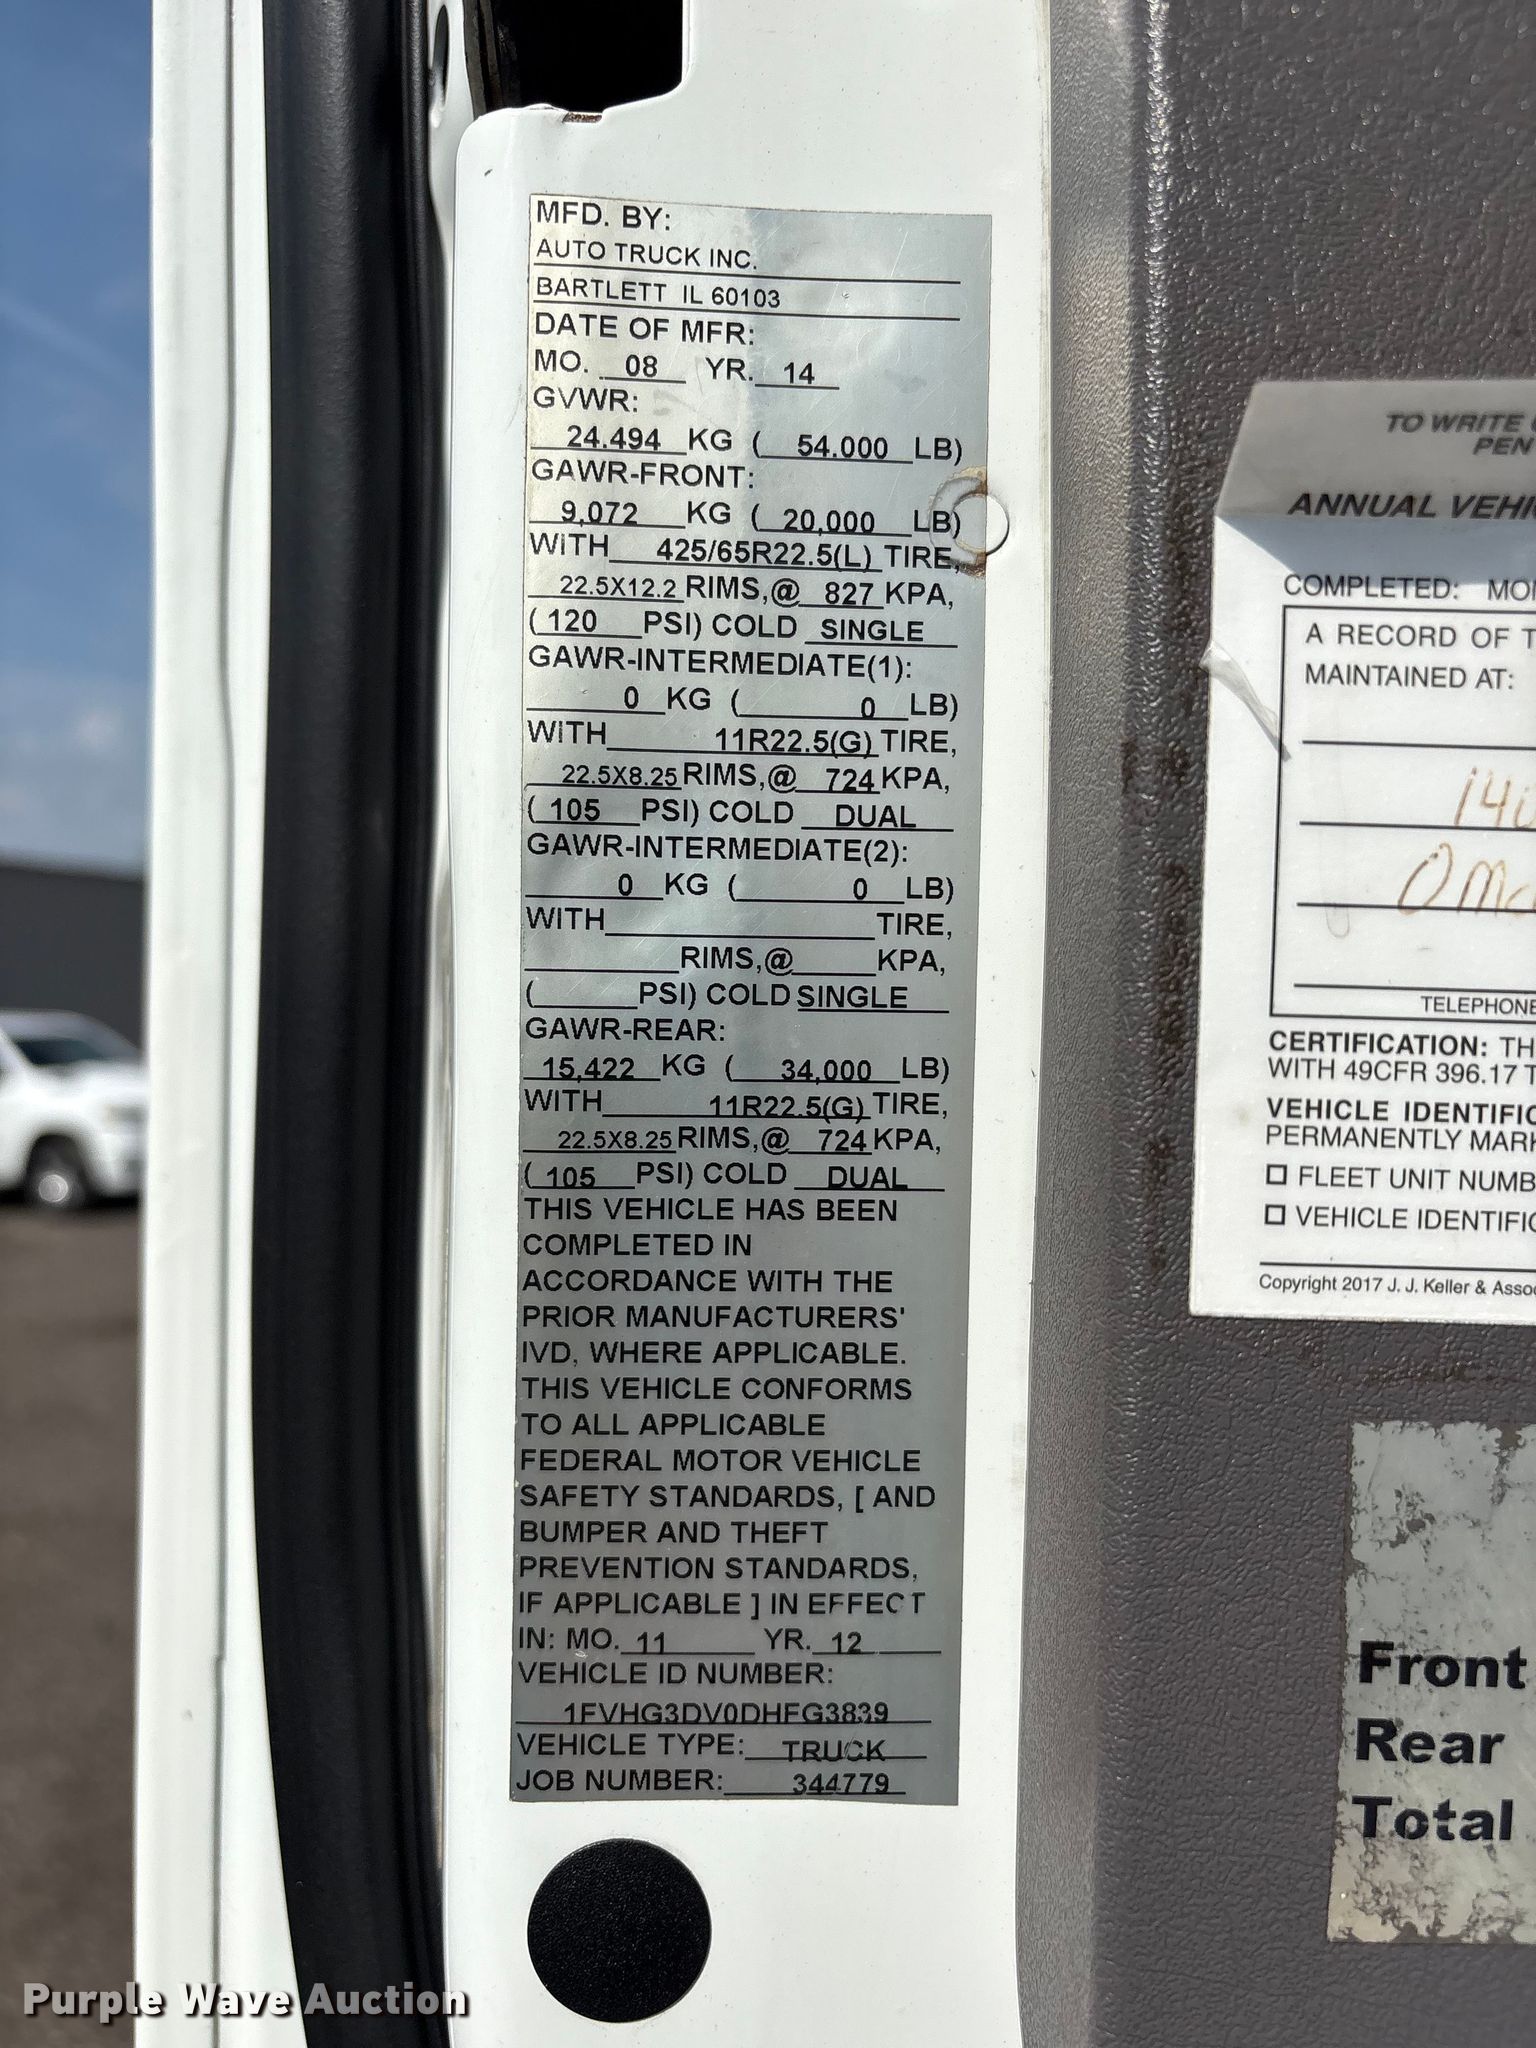 MFD. BY:
AUTO TRUCK INC.
BARTLETT IL 60103
DATE OF MFR:
MO. 08 YR. 14
GVWR:
24.494 KG ( 54.000 LB)
GAWR-FRONT:
9,072 KG ( 20,000 LB)
WITH 425/65R22.5(L) TIRE,
22.5X12.2 RIMS,@ 827 KPA,
( 120 PSI) COLD SINGLE
GAWR-INTERMEDIATE(1):
0 KG ( 0 LB)
WITH 11R22.5(G) TIRE,
22.5X8.25 RIMS,@ 724 KPA,
( 105 PSI) COLD DUAL
GAWR-INTERMEDIATE(2):
0 KG ( 0 LB)
WITH TIRE,
RIMS,@ KPA,
( PSI) COLD SINGLE
GAWR-REAR:
15,422 KG ( 34,000 LB)
WITH 11R22.5(G) TIRE,
22.5X8.25 RIMS,@ 724 KPA,
( 105 PSI) COLD DUAL
THIS VEHICLE HAS BEEN
COMPLETED IN
ACCORDANCE WITH THE
PRIOR MANUFACTURERS'
IVD, WHERE APPLICABLE.
THIS VEHICLE CONFORMS
TO ALL APPLICABLE
FEDERAL MOTOR VEHICLE
SAFETY STANDARDS, [ AND
BUMPER AND THEFT
PREVENTION STANDARDS,
IF APPLICABLE ] IN EFFECT
IN: MO. 11 YR. 12
VEHICLE ID NUMBER:
1FVHG3DV0DHFG3839
VEHICLE TYPE: TRUCK
JOB NUMBER: 344779
TO WRITE
PEN
ANNUAL VEHI
COMPLETED: MO
A RECORD OF T
MAINTAINED AT:
140
Oma
TELEPHONE
CERTIFICATION: TH
WITH 49CFR 396.17 T
VEHICLE IDENTIFIC
PERMANENTLY MARK
☐ FLEET UNIT NUMB
☐ VEHICLE IDENTIFIC
Copyright 2017 J. J. Keller & Asso
Front
Rear
Total
Purple Wave Auction